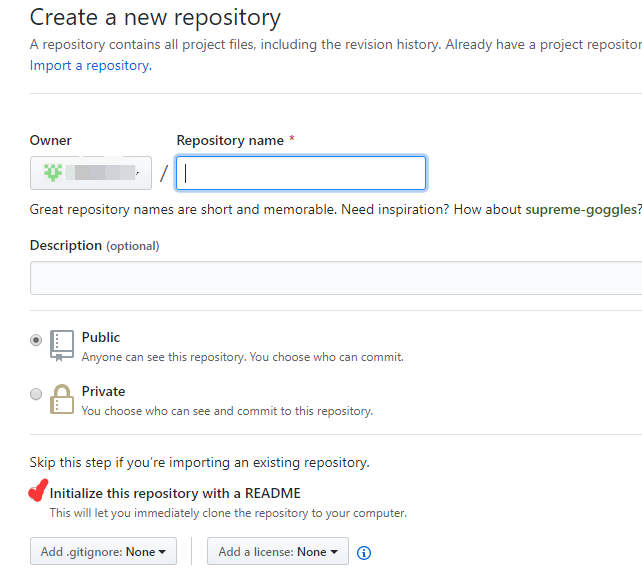 Create a new repository
A repository contains all project files, including the revision history. Already have a project
Import a repository.
Owner
Repository name *
/
Great repository names are short and memorable. Need inspiration? How about supreme-goggles?
Description (optional)
Public
Anyone can see this repository. You choose who can commit.
Private
You choose who can see and commit to this repository.
Skip this step if you’re importing an existing repository.
Initialize this repository with a README
This will let you immediately clone the repository to your computer.
Add .gitignore: None
Add a license: None